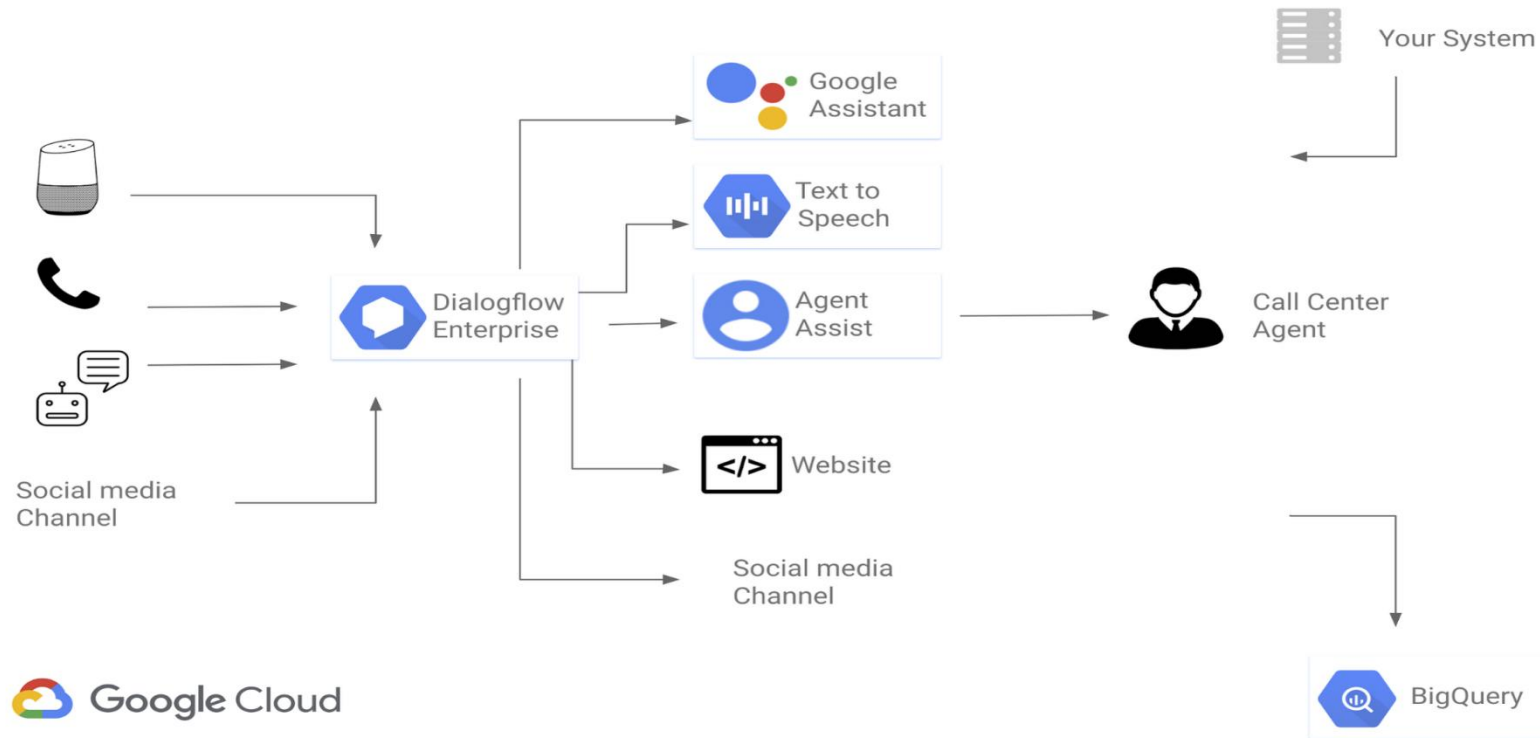 Your System
Google
Assistant
Text to
Speech
Dialogflow
Enterprise
Agent
Assist
Call Center
Agent
</>
Website
Social media
Channel
Social media
Channel
Google Cloud
BigQuery